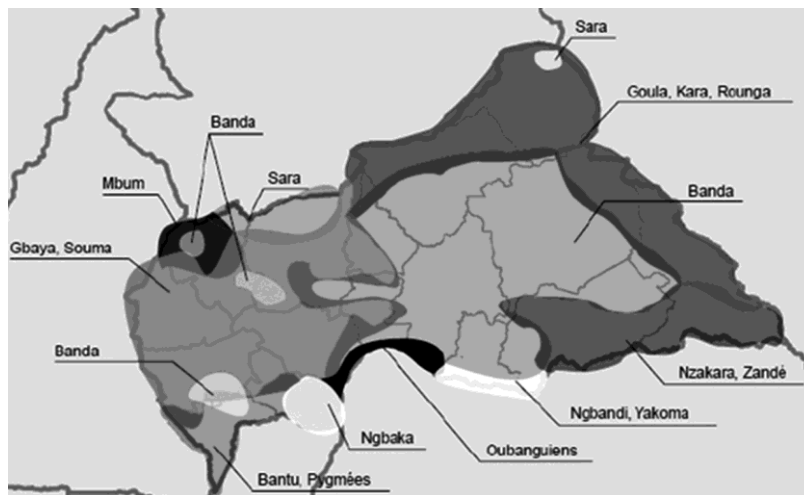 Sara
Goula, Kara, Rounga
Banda
Mbum
Sara
Banda
Gbaya, Souma
Banda
Nzakara, Zandé
Ngbandi, Yakoma
Ngbaka
Oubanguiens
Bantu, Pygmées